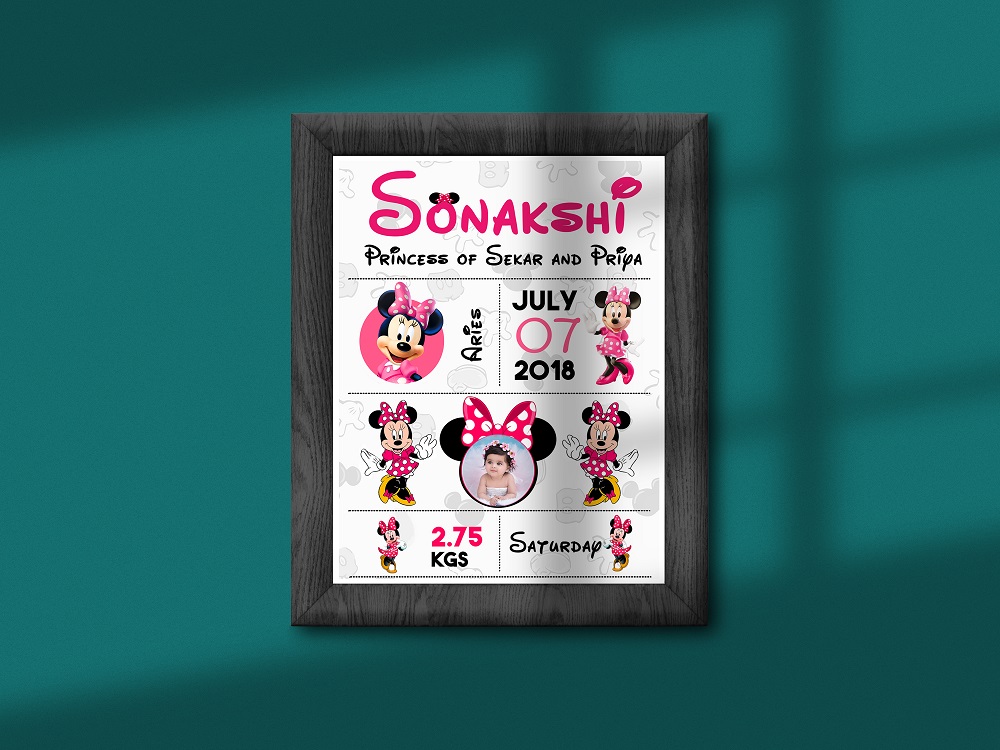 Sonakshi
Princess of Sekar and Priya
Aries
JULY
07
2018
2.75
KGS
Saturday